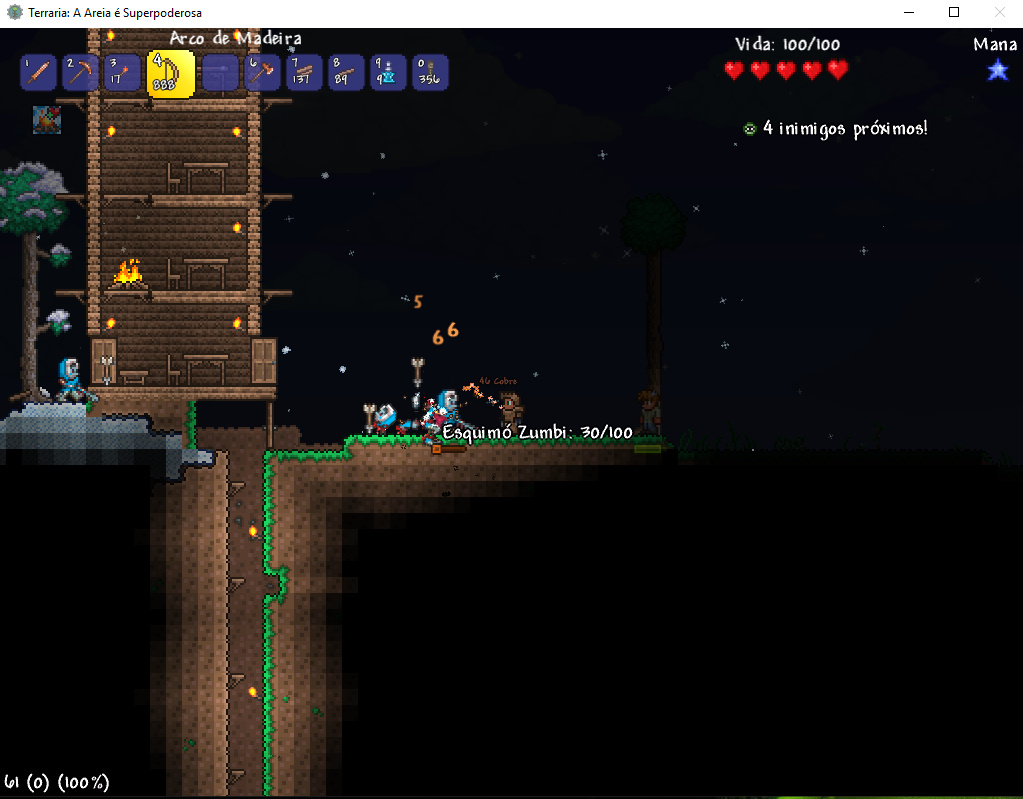 Terraria: A Areia é Superpoderosa
Arco de Madeira
Vida: 100/100
Mana
1 2 3 4 6 7 8 9 0
17 888 137 89 9 356
4 inimigos próximos!
5
6 6
46 Cobre
Esquimó Zumbi: 30/100
61 (0) (100%)